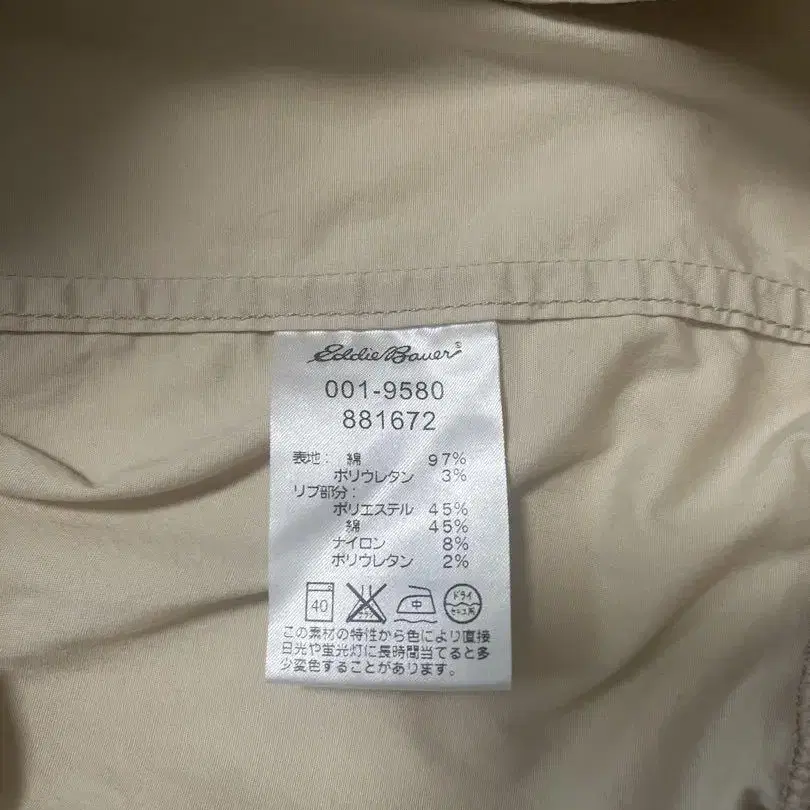 Eddie Bauer®
001-9580
881672
表地: 綿 97%
ポリウレタン 3%
リブ部分:
ポリエステル 45%
綿 45%
ナイロン 8%
ポリウレタン 2%
40 中 ドライ
この素材の特性から色により直接
日光や蛍光灯に長時間当てると多
少変色することがあります。